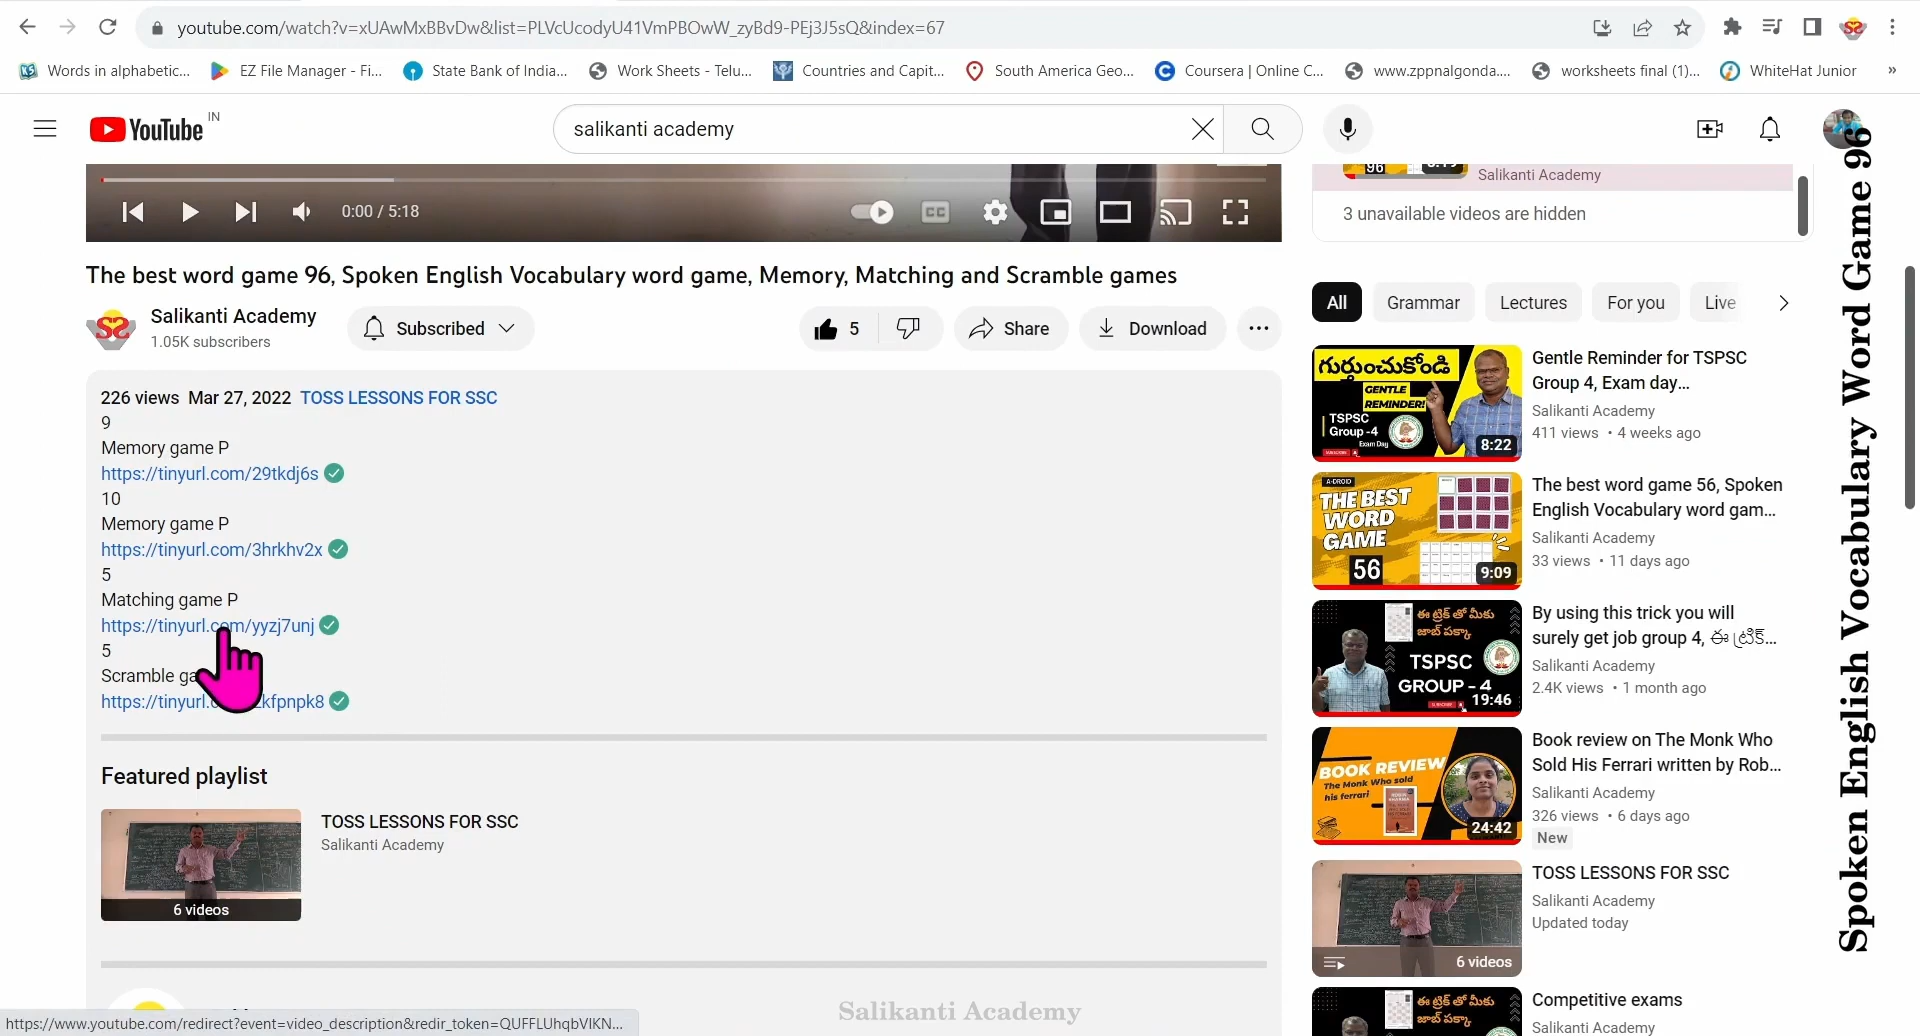 youtube.com/watch?v=xUAwMxBBvDw&list=PLVcUcodyU41VmPBOwW_zyBd9-PEj3J5sQ&index=67
Words in alphabetic...
EZ File Manager - Fi...
State Bank of India...
Work Sheets - Telu...
Countries and Capit...
South America Geo...
Coursera | Online C...
www.zppnalgonda....
worksheets final (1)...
WhiteHat Junior
»
YouTube IN
salikanti academy
0:00 / 5:18
CC
The best word game 96, Spoken English Vocabulary word game, Memory, Matching and Scramble games
Salikanti Academy
1.05K subscribers
Subscribed
5
Share
Download
226 views Mar 27, 2022 TOSS LESSONS FOR SSC
9
Memory game P
https://tinyurl.com/29tkdj6s
10
Memory game P
https://tinyurl.com/3hrkhv2x
5
Matching game P
https://tinyurl.com/yyzj7unj
5
Scramble ga
https://tinyurl.
kfpnpk8
Featured playlist
6 videos
TOSS LESSONS FOR SSC
Salikanti Academy
Salikanti Academy
https://www.youtube.com/redirect?event=video_description&redir_token=QUFFLUhqbVlKN...
96
Salikanti Academy
3 unavailable videos are hidden
All
Grammar
Lectures
For you
Live
గుర్తుంచుకోండి
GENTLE
REMINDER!
TSPSC
Group -4
Exam Day
SUBSCRIBE
8:22
Gentle Reminder for TSPSC
Group 4, Exam day...
Salikanti Academy
411 views • 4 weeks ago
A-DROID
THE BEST
WORD
GAME
56
9:09
The best word game 56, Spoken
English Vocabulary word gam...
Salikanti Academy
33 views • 11 days ago
ఈ ట్రిక్ తో మీకు
జాబ్ పక్కా
TSPSC
GROUP - 4
SUBSCRIBE
19:46
By using this trick you will
surely get job group 4, ఈ ట్రిక్...
Salikanti Academy
2.4K views • 1 month ago
BOOK REVIEW
The Monk Who sold
his ferrari
24:42
Book review on The Monk Who
Sold His Ferrari written by Rob...
Salikanti Academy
326 views • 6 days ago
New
6 videos
TOSS LESSONS FOR SSC
Salikanti Academy
Updated today
ఈ ట్రిక్ తో మీకు
జాబ్ పక్కా
Competitive exams
Salikanti Academy
Spoken English Vocabulary Word Game 96